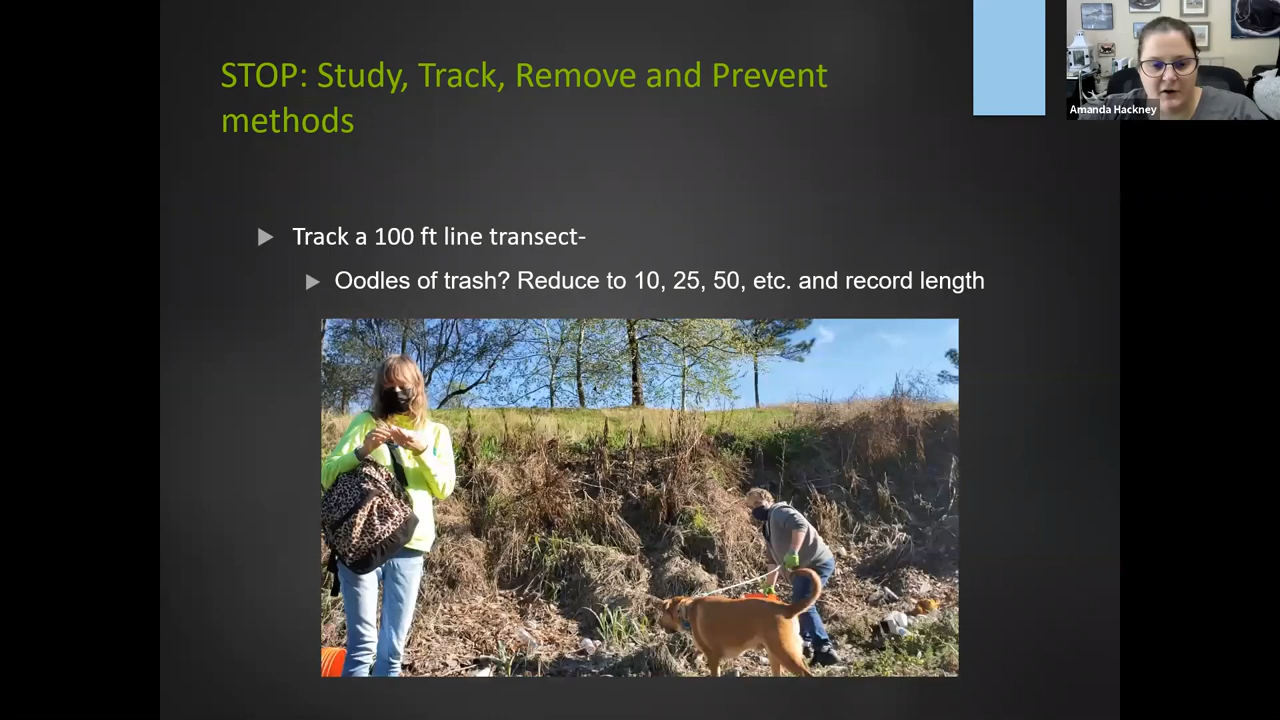 STOP: Study, Track, Remove and Prevent
methods
Amanda Hackney
Track a 100 ft line transect-
Oodles of trash? Reduce to 10, 25, 50, etc. and record length